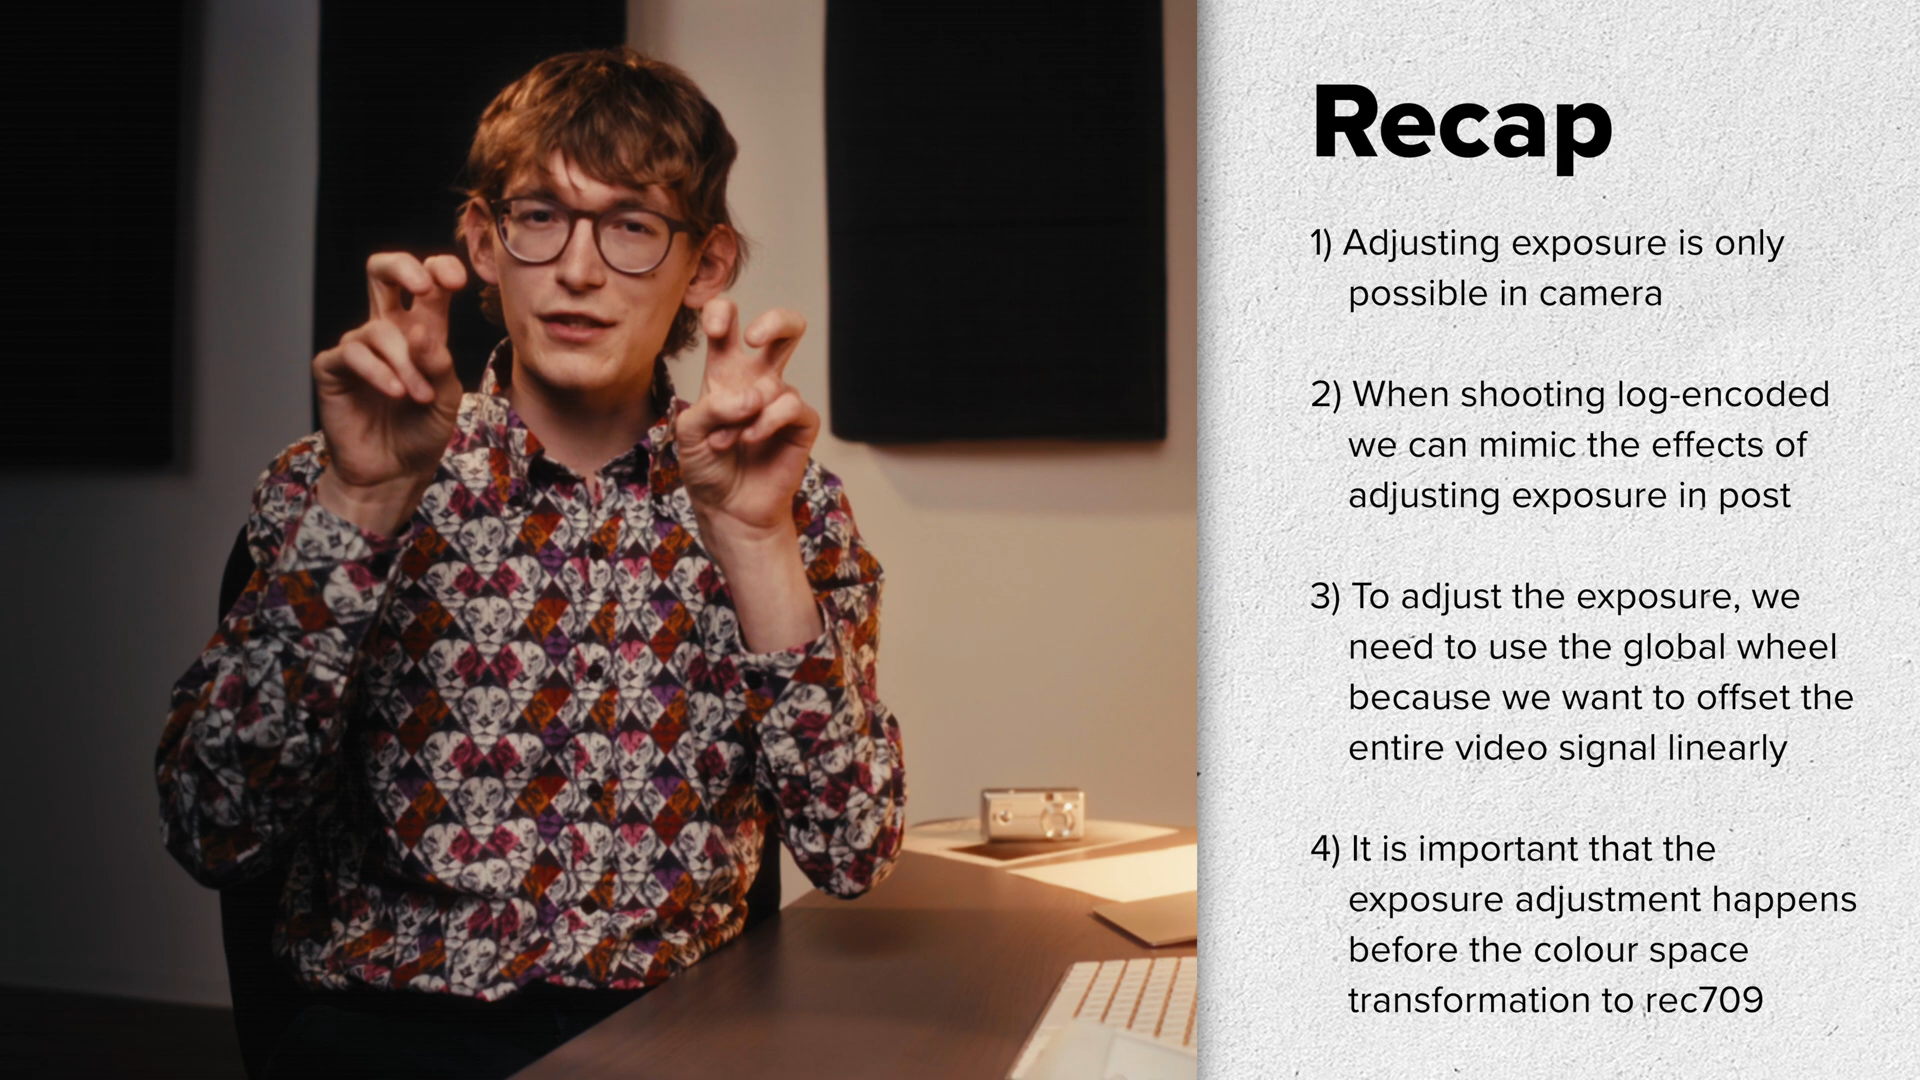 Recap
1) Adjusting exposure is only
possible in camera
2) When shooting log-encoded
we can mimic the effects of
adjusting exposure in post
3) To adjust the exposure, we
need to use the global wheel
because we want to offset the
entire video signal linearly
4) It is important that the
exposure adjustment happens
before the colour space
transformation to rec709